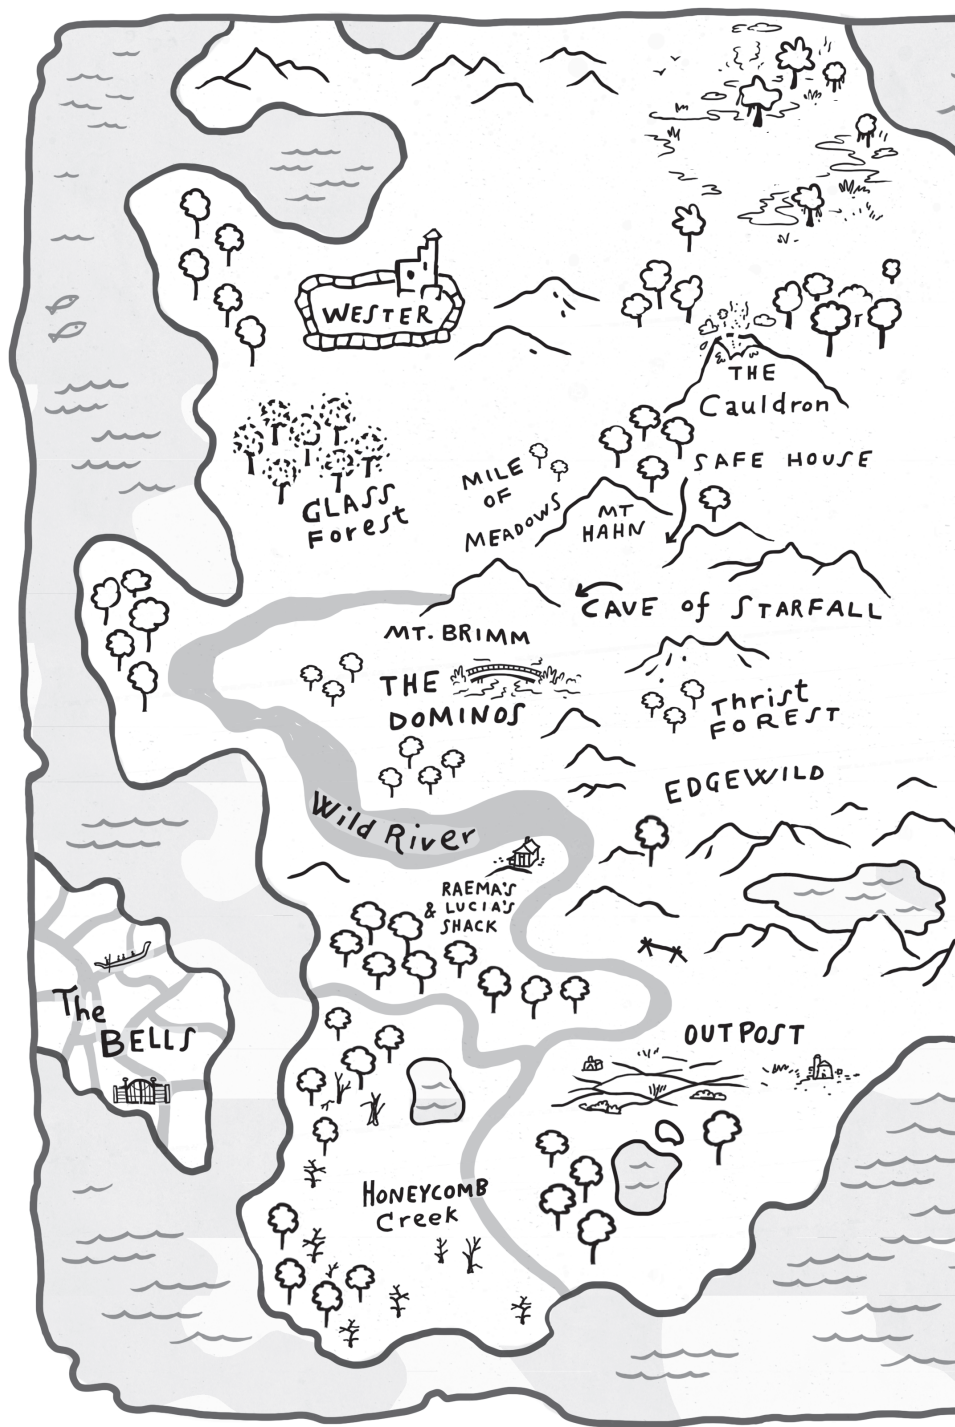 WESTER
THE
Cauldron
SAFE HOUSE
MILE
OF
MEADOWS
MT
HAHN
GLASS
Forest
CAVE of STARFALL
MT. BRIMM
THE
DOMINOS
Thrist
FOREST
EDGEWILD
Wild River
RAEMA'S
& LUCIA'S
SHACK
The
BELLS
OUTPOST
HONEYCOMB
Creek